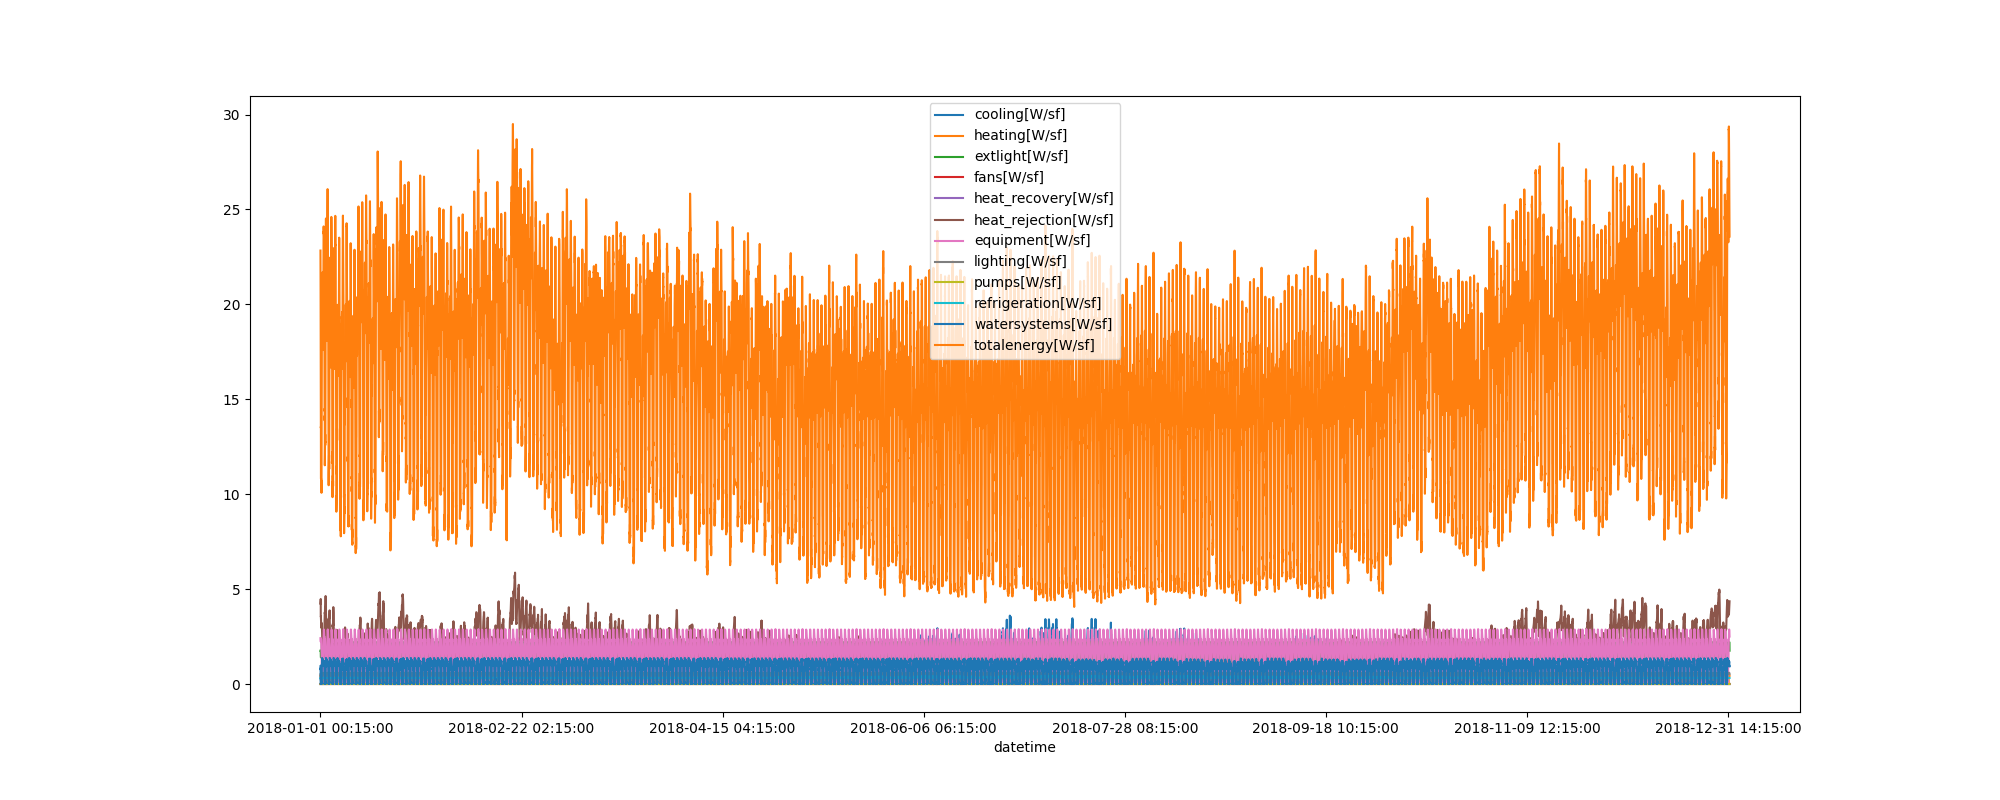 30
25
20
15
10
5
0
cooling[W/sf]
heating[W/sf]
extlight[W/sf]
fans[W/sf]
heat_recovery[W/sf]
heat_rejection[W/sf]
equipment[W/sf]
lighting[W/sf]
pumps[W/sf]
refrigeration[W/sf]
watersystems[W/sf]
totalenergy[W/sf]
2018-01-01 00:15:00 2018-02-22 02:15:00 2018-04-15 04:15:00 2018-06-06 06:15:00 2018-07-28 08:15:00 2018-09-18 10:15:00 2018-11-09 12:15:00 2018-12-31 14:15:00
datetime